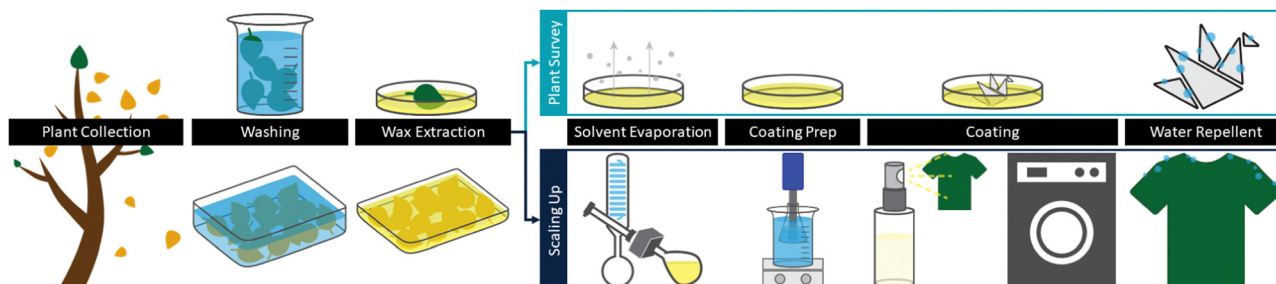 Plant Survey
Plant Collection
Washing
Wax Extraction
Solvent Evaporation
Coating Prep
Coating
Water Repellent
Scaling Up